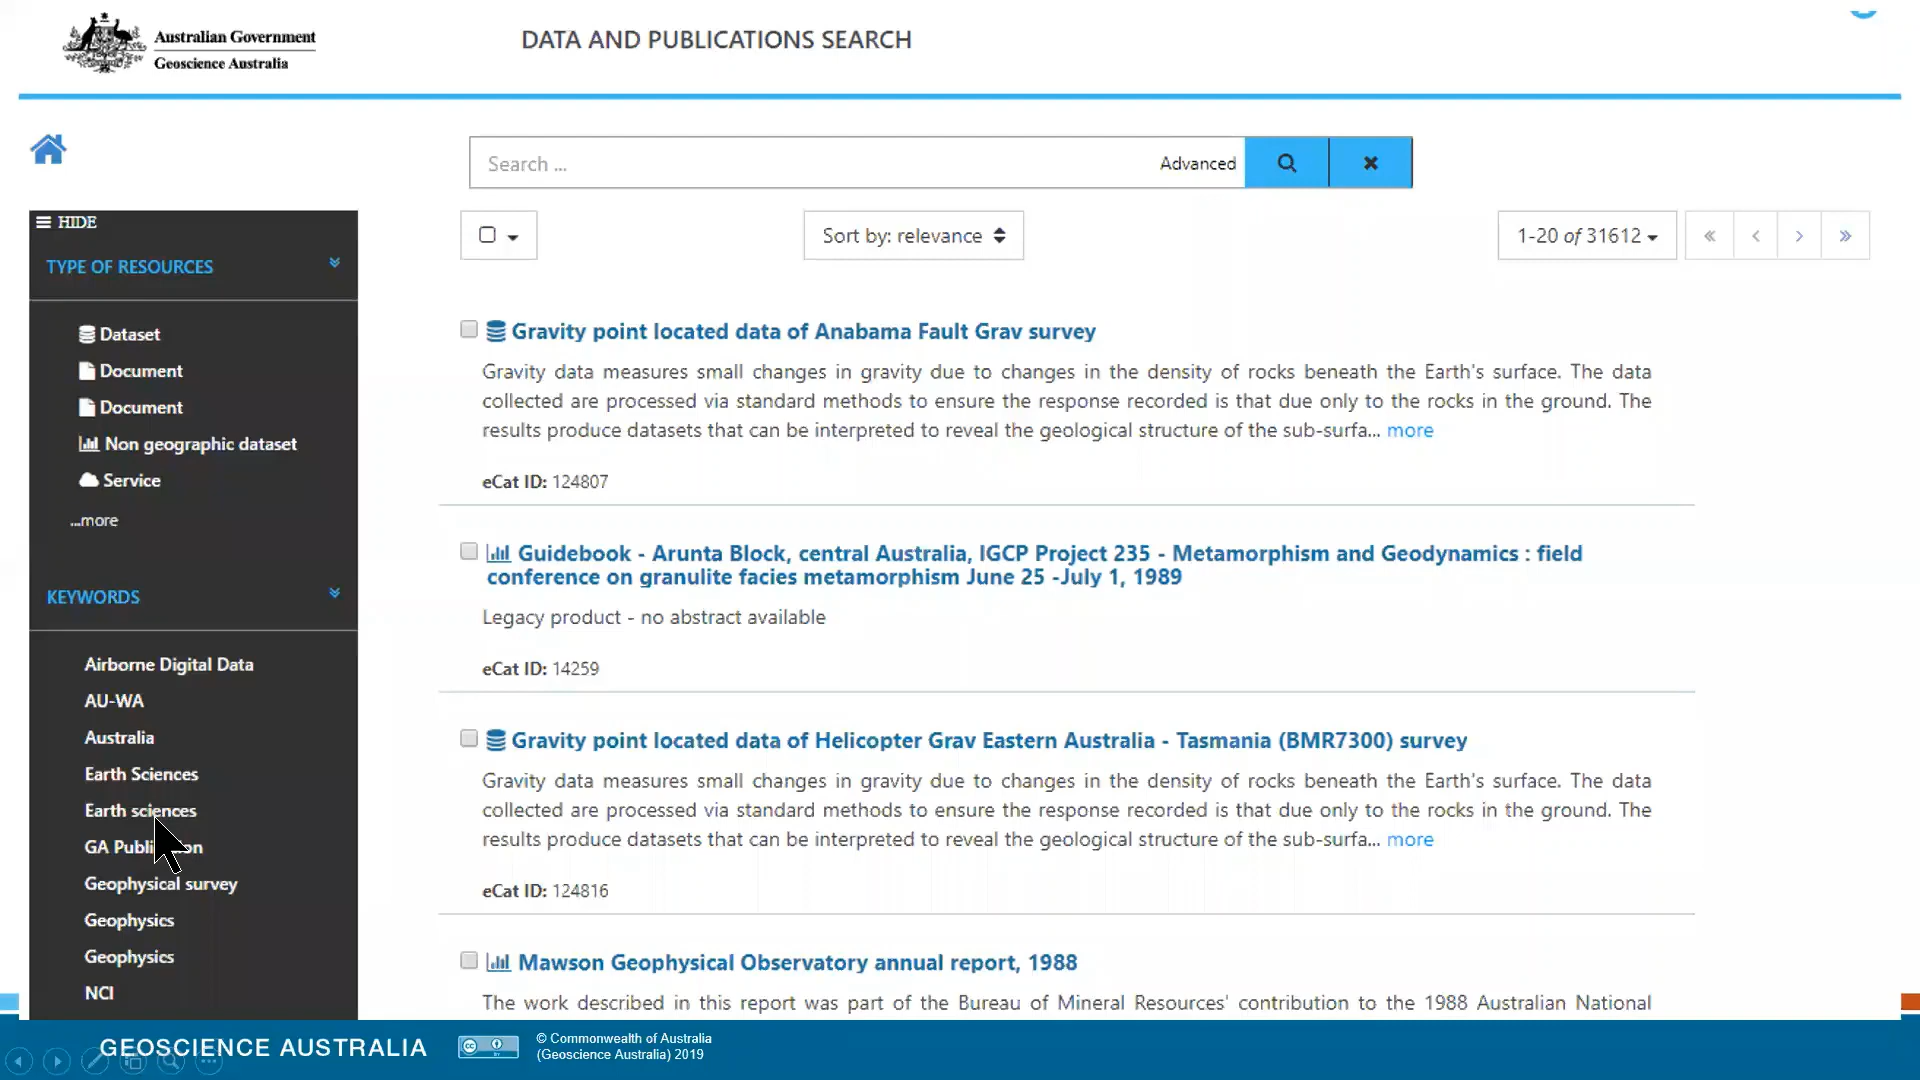 Australian Government
Geoscience Australia
DATA AND PUBLICATIONS SEARCH
Search ...
Advanced
HIDE
Sort by: relevance
1-20 of 31612
TYPE OF RESOURCES
Dataset
Document
Document
Non geographic dataset
Service
...more
KEYWORDS
Airborne Digital Data
AU-WA
Australia
Earth Sciences
Earth sciences
GA
Geophysical survey
Geophysics
Geophysics
NCI
Gravity point located data of Anabama Fault Grav survey
Gravity data measures small changes in gravity due to changes in the density of rocks beneath the Earth's surface. The data
collected are processed via standard methods to ensure the response recorded is that due only to the rocks in the ground. The
results produce datasets that can be interpreted to reveal the geological structure of the sub-surfa... more
eCat ID: 124807
Guidebook - Arunta Block, central Australia, IGCP Project 235 - Metamorphism and Geodynamics : field
conference on granulite facies metamorphism June 25 -July 1, 1989
Legacy product - no abstract available
eCat ID: 14259
Gravity point located data of Helicopter Grav Eastern Australia - Tasmania (BMR7300) survey
Gravity data measures small changes in gravity due to changes in the density of rocks beneath the Earth's surface. The data
collected are processed via standard methods to ensure the response recorded is that due only to the rocks in the ground. The
results produce datasets that can be interpreted to reveal the geological structure of the sub-surfa... more
eCat ID: 124816
Mawson Geophysical Observatory annual report, 1988
The work described in this report was part of the Bureau of Mineral Resources' contribution to the 1988 Australian National
GEOSCIENCE AUSTRALIA
cc
BY
© Commonwealth of Australia
(Geoscience Australia) 2019